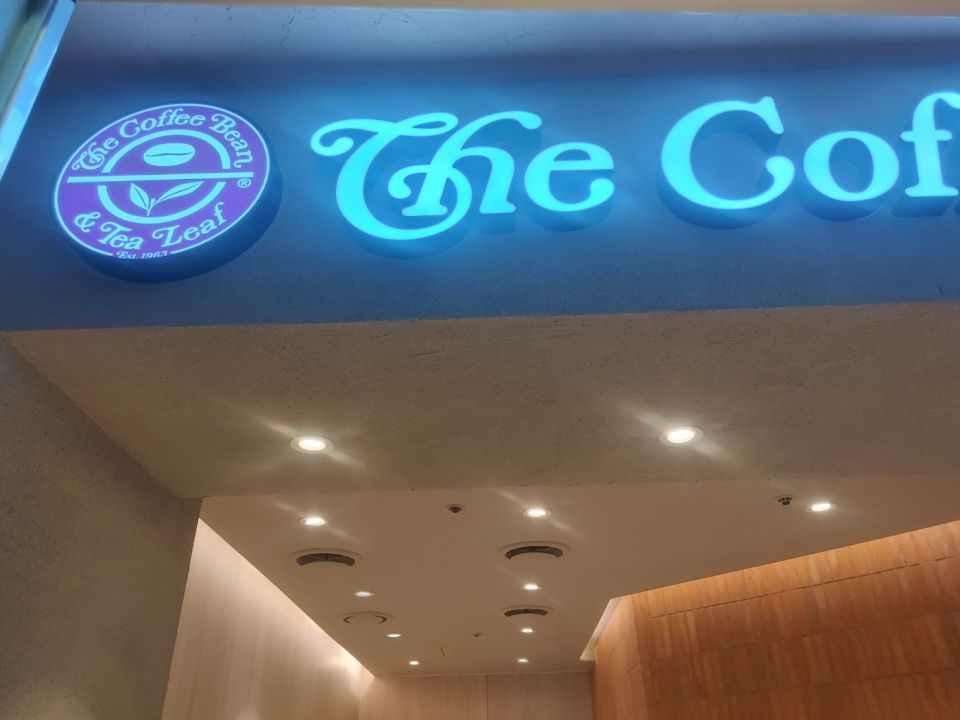 The Coffee Bean
®
& Tea Leaf
Est. 1963
The Cof